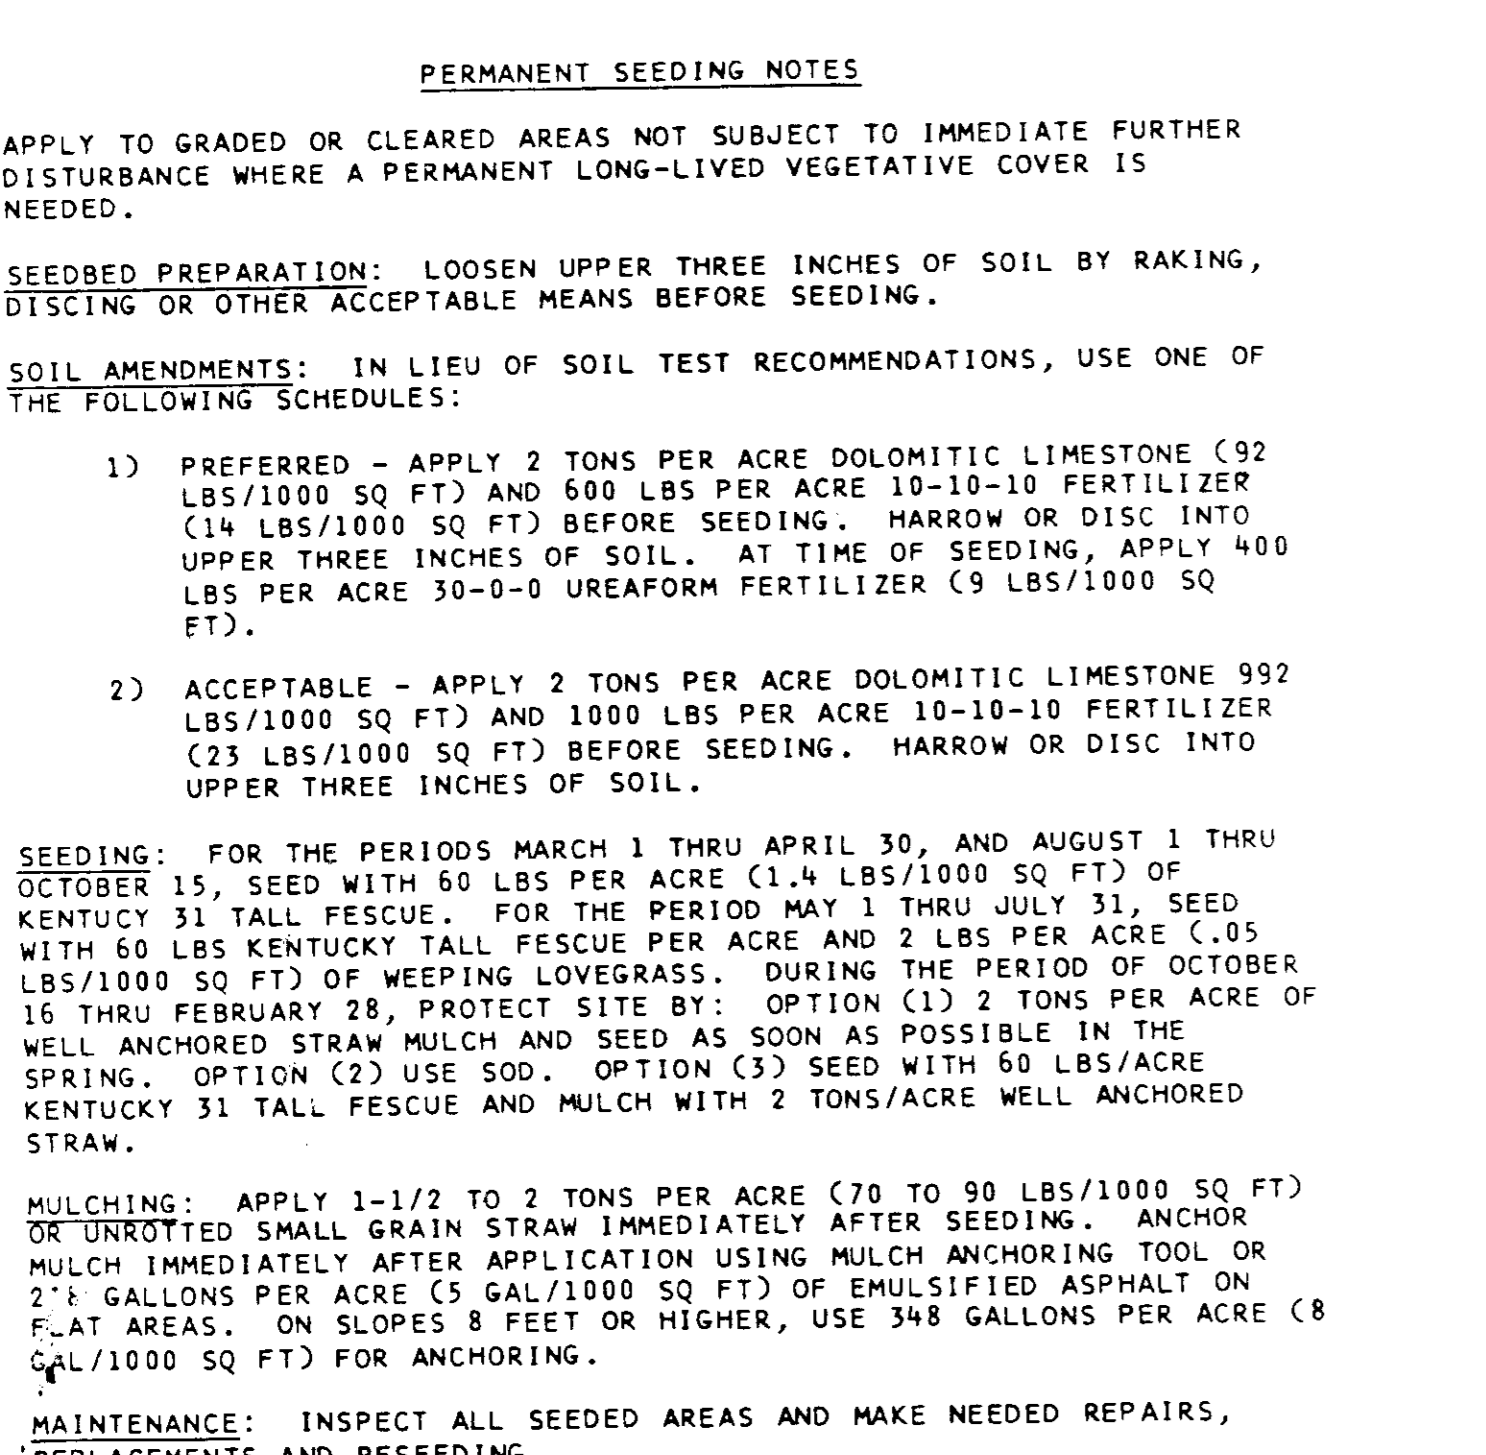 PERMANENT SEEDING NOTES
APPLY TO GRADED OR CLEARED AREAS NOT SUBJECT TO IMMEDIATE FURTHER
DISTURBANCE WHERE A PERMANENT LONG-LIVED VEGETATIVE COVER IS
NEEDED.
SEEDBED PREPARATION: LOOSEN UPPER THREE INCHES OF SOIL BY RAKING,
DISCING OR OTHER ACCEPTABLE MEANS BEFORE SEEDING.
SOIL AMENDMENTS: IN LIEU OF SOIL TEST RECOMMENDATIONS, USE ONE OF
THE FOLLOWING SCHEDULES:
1) PREFERRED - APPLY 2 TONS PER ACRE DOLOMITIC LIMESTONE (92
LBS/1000 SQ FT) AND 600 LBS PER ACRE 10-10-10 FERTILIZER
(14 LBS/1000 SQ FT) BEFORE SEEDING. HARROW OR DISC INTO
UPPER THREE INCHES OF SOIL. AT TIME OF SEEDING, APPLY 400
LBS PER ACRE 30-0-0 UREAFORM FERTILIZER (9 LBS/1000 SQ
FT).
2) ACCEPTABLE - APPLY 2 TONS PER ACRE DOLOMITIC LIMESTONE 992
LBS/1000 SQ FT) AND 1000 LBS PER ACRE 10-10-10 FERTILIZER
(23 LBS/1000 SQ FT) BEFORE SEEDING. HARROW OR DISC INTO
UPPER THREE INCHES OF SOIL.
SEEDING: FOR THE PERIODS MARCH 1 THRU APRIL 30, AND AUGUST 1 THRU
OCTOBER 15, SEED WITH 60 LBS PER ACRE (1.4 LBS/1000 SQ FT) OF
KENTUCY 31 TALL FESCUE. FOR THE PERIOD MAY 1 THRU JULY 31, SEED
WITH 60 LBS KENTUCKY TALL FESCUE PER ACRE AND 2 LBS PER ACRE (.05
LBS/1000 SQ FT) OF WEEPING LOVEGRASS. DURING THE PERIOD OF OCTOBER
16 THRU FEBRUARY 28, PROTECT SITE BY: OPTION (1) 2 TONS PER ACRE OF
WELL ANCHORED STRAW MULCH AND SEED AS SOON AS POSSIBLE IN THE
SPRING. OPTION (2) USE SOD. OPTION (3) SEED WITH 60 LBS/ACRE
KENTUCKY 31 TALL FESCUE AND MULCH WITH 2 TONS/ACRE WELL ANCHORED
STRAW.
MULCHING: APPLY 1-1/2 TO 2 TONS PER ACRE (70 TO 90 LBS/1000 SQ FT)
OR UNROTTED SMALL GRAIN STRAW IMMEDIATELY AFTER SEEDING. ANCHOR
MULCH IMMEDIATELY AFTER APPLICATION USING MULCH ANCHORING TOOL OR
GALLONS PER ACRE (5 GAL/1000 SQ FT) OF EMULSIFIED ASPHALT ON
FLAT AREAS. ON SLOPES 8 FEET OR HIGHER, USE 348 GALLONS PER ACRE (8
GAL/1000 SQ FT) FOR ANCHORING.
MAINTENANCE: INSPECT ALL SEEDED AREAS AND MAKE NEEDED REPAIRS,
REPLACEMENTS AND RESEEDING